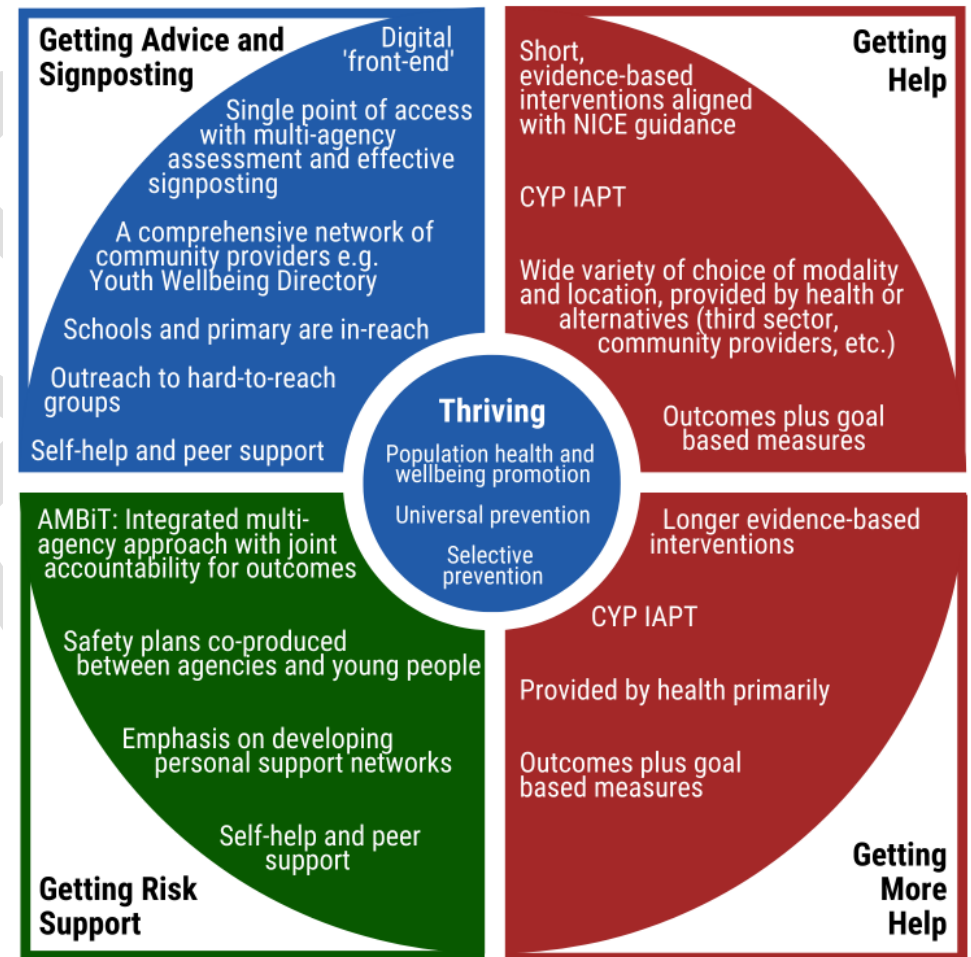 Getting Advice and
Signposting
Digital
'front-end'
Single point of access
with multi-agency
assessment and effective
signposting
A comprehensive network of
community providers e.g.
Youth Wellbeing Directory
Schools and primary are in-reach
Outreach to hard-to-reach
groups
Self-help and peer support
Getting
Help
Short,
evidence-based
interventions aligned
with NICE guidance
CYP IAPT
Wide variety of choice of modality
and location, provided by health or
alternatives (third sector,
community providers, etc.)
Outcomes plus goal
based measures
Thriving
Population health and
wellbeing promotion
Universal prevention
Selective
prevention
AMBiT: Integrated multi-
agency approach with joint
accountability for outcomes
Safety plans co-produced
between agencies and young people
Emphasis on developing
personal support networks
Self-help and peer
support
Getting Risk
Support
Longer evidence-based
interventions
CYP IAPT
Provided by health primarily
Outcomes plus goal
based measures
Getting
More
Help